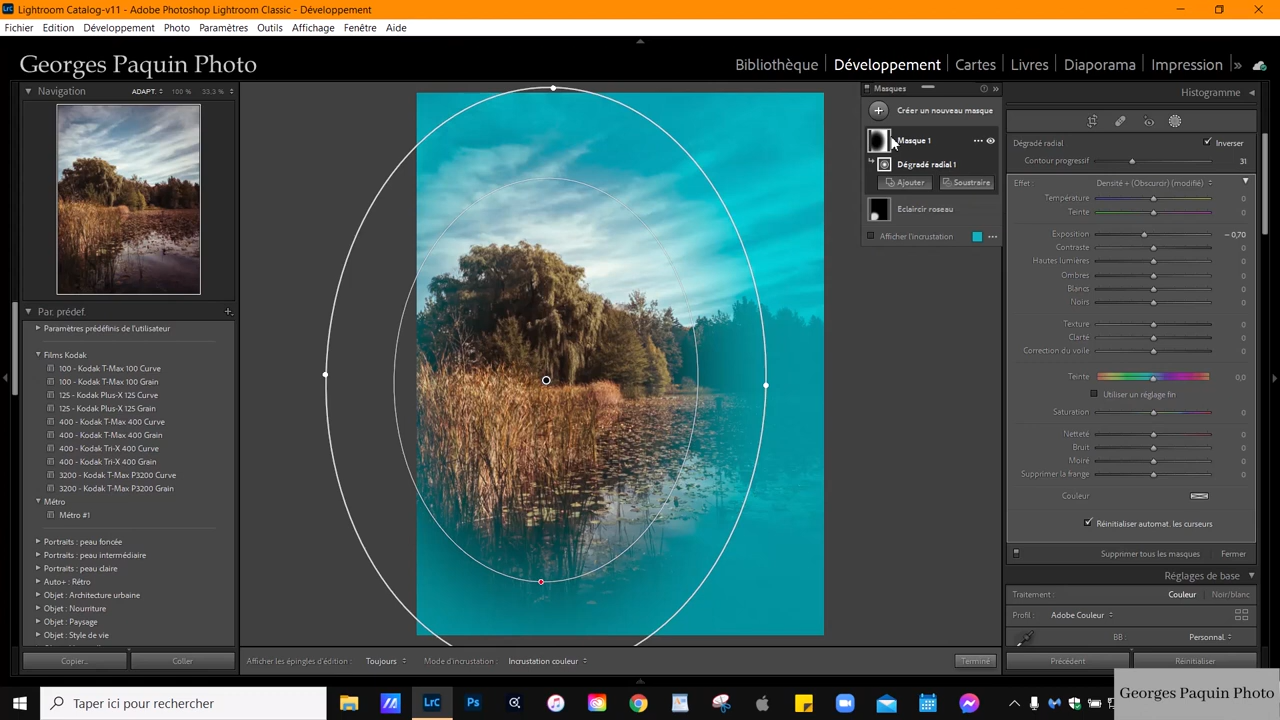 Lightroom Catalog-v11 - Adobe Photoshop Lightroom Classic - Développement
Fichier Edition Développement Photo Paramètres Outils Affichage Fenêtre Aide
Georges Paquin Photo
Bibliothèque Développement Cartes Livres Diaporama Impression
Navigation ADAPT. 100 % 33,3 %
Par. prédef.
Paramètres prédéfinis de l'utilisateur
Films Kodak
100 - Kodak T-Max 100 Curve
100 - Kodak T-Max 100 Grain
125 - Kodak Plus-X 125 Curve
125 - Kodak Plus-X 125 Grain
400 - Kodak T-Max 400 Curve
400 - Kodak T-Max 400 Grain
400 - Kodak Tri-X 400 Curve
400 - Kodak Tri-X 400 Grain
3200 - Kodak T-Max P3200 Curve
3200 - Kodak T-Max P3200 Grain
Métro
Métro #1
Portraits : peau foncée
Portraits : peau intermédiaire
Portraits : peau claire
Auto+ : Rétro
Objet : Architecture urbaine
Objet : Nourriture
Objet : Paysage
Objet : Style de vie
Copier... Coller
Afficher les épingles d'édition : Toujours Mode d'incrustation : Incrustation couleur Terminé
Masques
Créer un nouveau masque
Masque 1
Dégradé radial 1
Ajouter Soustraire
Eclaircir roseau
Afficher l'incrustation
Histogramme
Dégradé radial Inverser
Contour progressif 31
Effet : Densité + (Obscurcir) (modifié)
Température 0
Teinte 0
Exposition – 0,70
Contraste 0
Hautes lumières 0
Ombres 0
Blancs 0
Noirs 0
Texture 0
Clarté 0
Correction du voile 0
Teinte 0,0
Utiliser un réglage fin
Saturation 0
Netteté 0
Bruit 0
Moiré 0
Supprimer la frange 0
Couleur
Réinitialiser automat. les curseurs
Supprimer tous les masques Fermer
Réglages de base
Traitement : Couleur Noir/blanc
Profil : Adobe Couleur
BB : Personnal.
Précédent Réinitialiser
Taper ici pour rechercher
Georges Paquin Photo